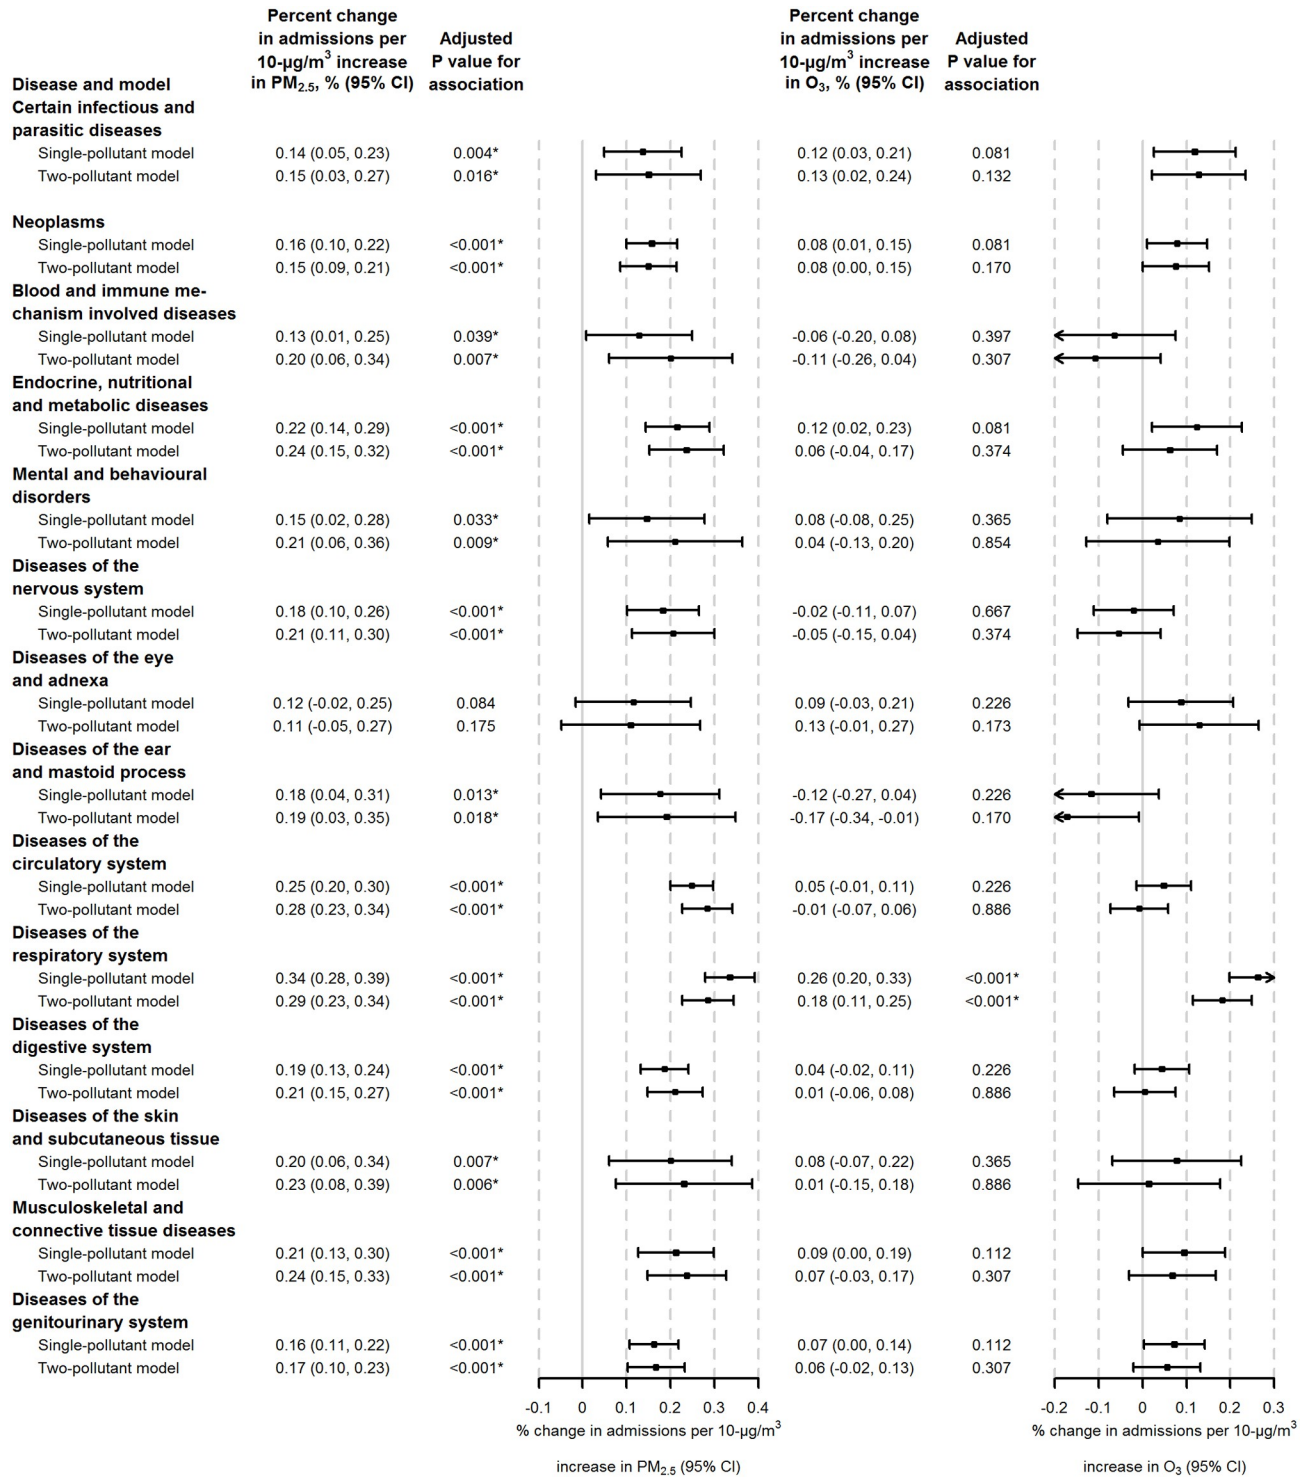 Percent change
in admissions per
10-µg/m³ increase
in PM₂.₅, % (95% CI)
Adjusted
P value for
association
Percent change
in admissions per
10-µg/m³ increase
in O₃, % (95% CI)
Adjusted
P value for
association
Disease and model
Certain infectious and
parasitic diseases
Single-pollutant model 0.14 (0.05, 0.23) 0.004* 0.12 (0.03, 0.21) 0.081
Two-pollutant model 0.15 (0.03, 0.27) 0.016* 0.13 (0.02, 0.24) 0.132
Neoplasms
Single-pollutant model 0.16 (0.10, 0.22) <0.001* 0.08 (0.01, 0.15) 0.081
Two-pollutant model 0.15 (0.09, 0.21) <0.001* 0.08 (0.00, 0.15) 0.170
Blood and immune me-
chanism involved diseases
Single-pollutant model 0.13 (0.01, 0.25) 0.039* -0.06 (-0.20, 0.08) 0.397
Two-pollutant model 0.20 (0.06, 0.34) 0.007* -0.11 (-0.26, 0.04) 0.307
Endocrine, nutritional
and metabolic diseases
Single-pollutant model 0.22 (0.14, 0.29) <0.001* 0.12 (0.02, 0.23) 0.081
Two-pollutant model 0.24 (0.15, 0.32) <0.001* 0.06 (-0.04, 0.17) 0.374
Mental and behavioural
disorders
Single-pollutant model 0.15 (0.02, 0.28) 0.033* 0.08 (-0.08, 0.25) 0.365
Two-pollutant model 0.21 (0.06, 0.36) 0.009* 0.04 (-0.13, 0.20) 0.854
Diseases of the
nervous system
Single-pollutant model 0.18 (0.10, 0.26) <0.001* -0.02 (-0.11, 0.07) 0.667
Two-pollutant model 0.21 (0.11, 0.30) <0.001* -0.05 (-0.15, 0.04) 0.374
Diseases of the eye
and adnexa
Single-pollutant model 0.12 (-0.02, 0.25) 0.084 0.09 (-0.03, 0.21) 0.226
Two-pollutant model 0.11 (-0.05, 0.27) 0.175 0.13 (-0.01, 0.27) 0.173
Diseases of the ear
and mastoid process
Single-pollutant model 0.18 (0.04, 0.31) 0.013* -0.12 (-0.27, 0.04) 0.226
Two-pollutant model 0.19 (0.03, 0.35) 0.018* -0.17 (-0.34, -0.01) 0.170
Diseases of the
circulatory system
Single-pollutant model 0.25 (0.20, 0.30) <0.001* 0.05 (-0.01, 0.11) 0.226
Two-pollutant model 0.28 (0.23, 0.34) <0.001* -0.01 (-0.07, 0.06) 0.886
Diseases of the
respiratory system
Single-pollutant model 0.34 (0.28, 0.39) <0.001* 0.26 (0.20, 0.33) <0.001*
Two-pollutant model 0.29 (0.23, 0.34) <0.001* 0.18 (0.11, 0.25) <0.001*
Diseases of the
digestive system
Single-pollutant model 0.19 (0.13, 0.24) <0.001* 0.04 (-0.02, 0.11) 0.226
Two-pollutant model 0.21 (0.15, 0.27) <0.001* 0.01 (-0.06, 0.08) 0.886
Diseases of the skin
and subcutaneous tissue
Single-pollutant model 0.20 (0.06, 0.34) 0.007* 0.08 (-0.07, 0.22) 0.365
Two-pollutant model 0.23 (0.08, 0.39) 0.006* 0.01 (-0.15, 0.18) 0.886
Musculoskeletal and
connective tissue diseases
Single-pollutant model 0.21 (0.13, 0.30) <0.001* 0.09 (0.00, 0.19) 0.112
Two-pollutant model 0.24 (0.15, 0.33) <0.001* 0.07 (-0.03, 0.17) 0.307
Diseases of the
genitourinary system
Single-pollutant model 0.16 (0.11, 0.22) <0.001* 0.07 (0.00, 0.14) 0.112
Two-pollutant model 0.17 (0.10, 0.23) <0.001* 0.06 (-0.02, 0.13) 0.307
-0.1 0 0.1 0.2 0.3 0.4 -0.2 -0.1 0 0.1 0.2 0.3
% change in admissions per 10-µg/m³ % change in admissions per 10-µg/m³
increase in PM₂.₅ (95% CI) increase in O₃ (95% CI)